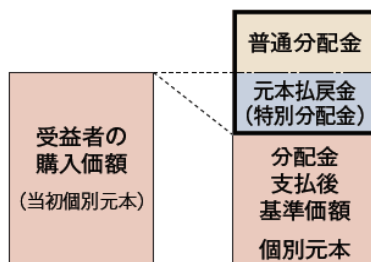 普通分配金
元本払戻金
（特別分配金）
受益者の
購入価額
（当初個別元本）
分配金
支払後
基準価額
個別元本